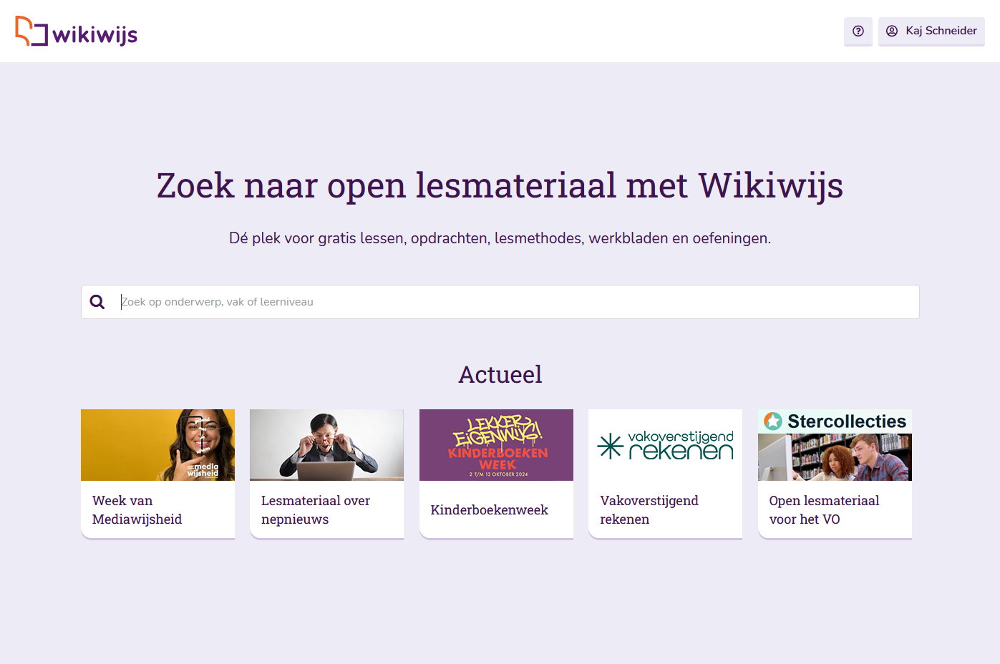 wikiwijs
Kaj Schneider
Zoek naar open lesmateriaal met Wikiwijs
Dé plek voor gratis lessen, opdrachten, lesmethodes, werkbladen en oefeningen.
Zoek op onderwerp, vak of leerniveau
Actueel
media
wijsheid
LEKKER
EIGENWIJS!
KINDERBOEKEN
WEEK
2 T/M 13 OKTOBER 2024
vakoverstijgend
rekenen
Stercollecties
Week van
Mediawijsheid
Lesmateriaal over
nepnieuws
Kinderboekenweek
Vakoverstijgend
rekenen
Open lesmateriaal
voor het VO